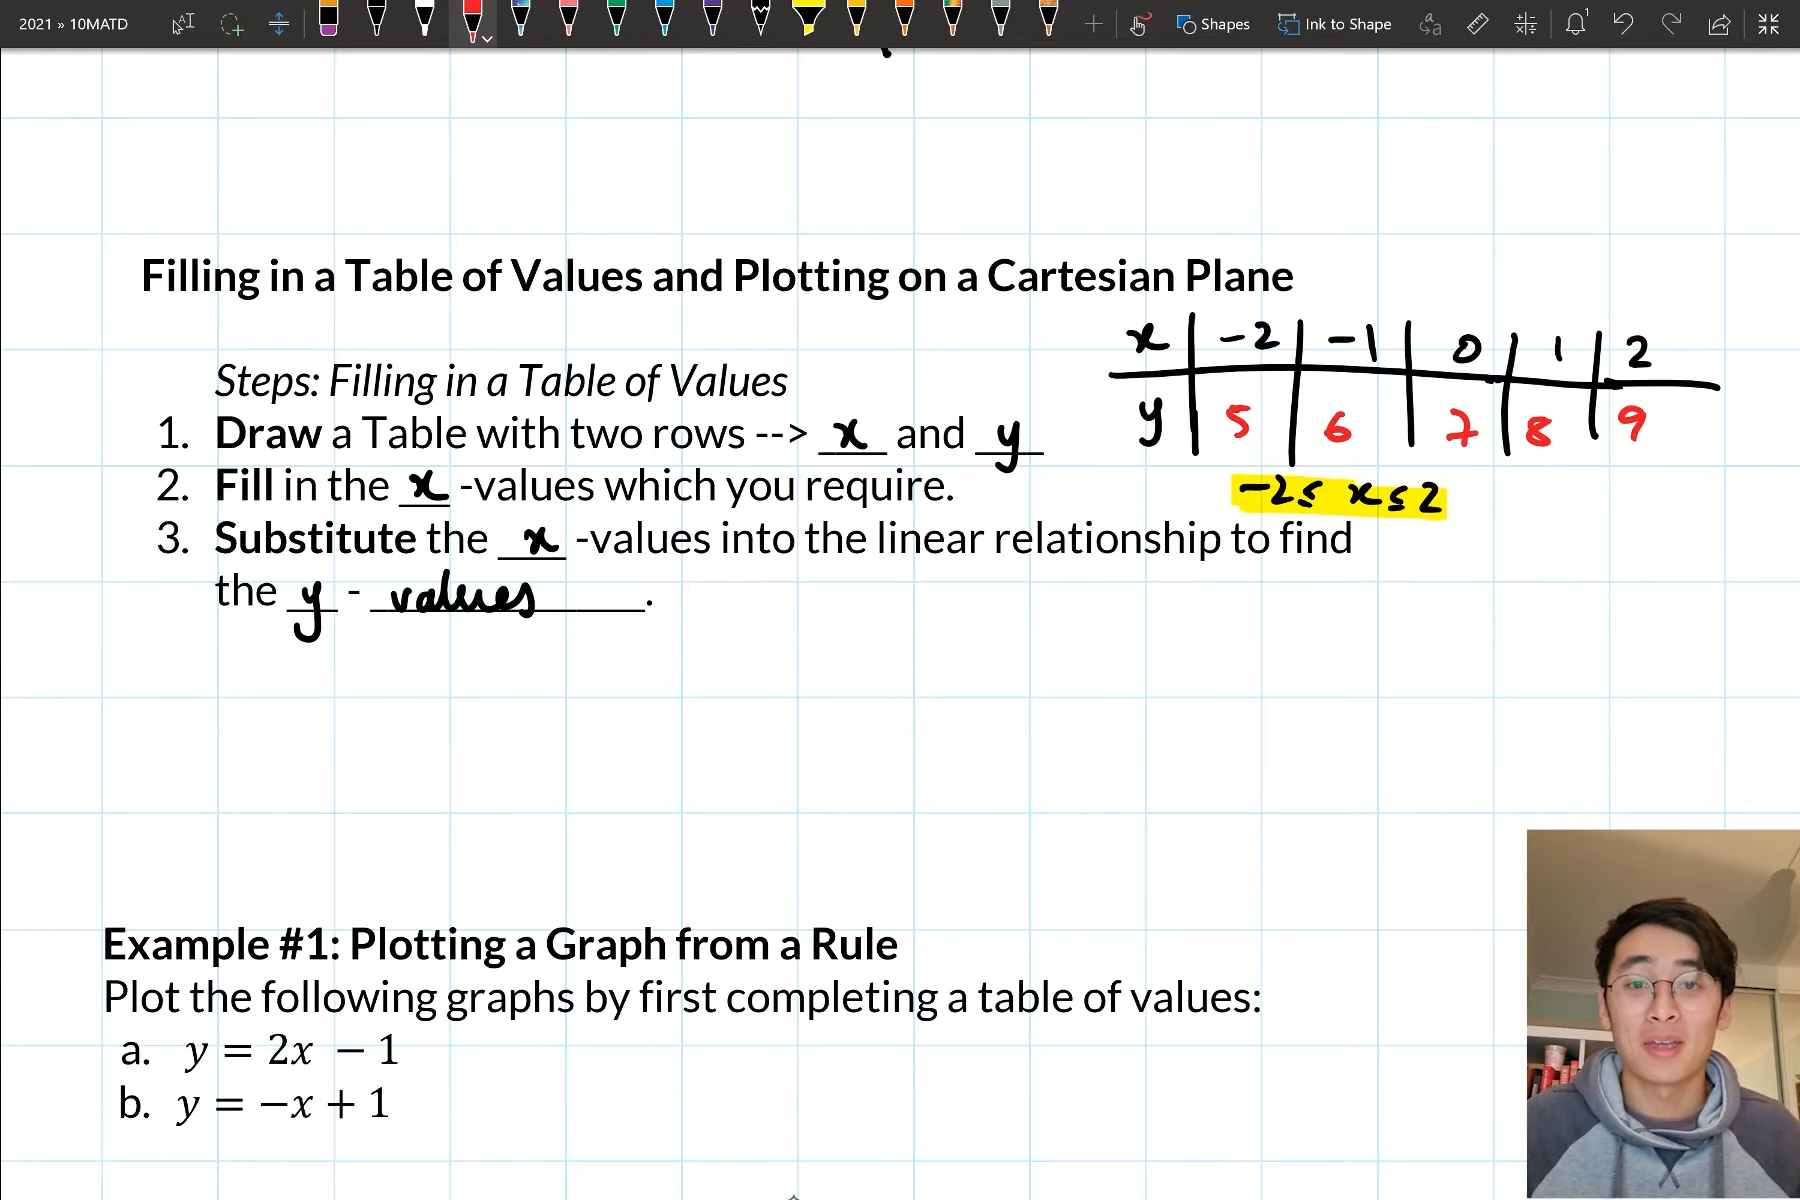 2021 » 10MATD
Shapes
Ink to Shape
1
Filling in a Table of Values and Plotting on a Cartesian Plane
x -2 -1 0 1 2
y 5 6 7 8 9
-2 ≤ x ≤ 2
Steps: Filling in a Table of Values
1. Draw a Table with two rows --> x and y
2. Fill in the x -values which you require.
3. Substitute the x -values into the linear relationship to find
the y - values.
Example #1: Plotting a Graph from a Rule
Plot the following graphs by first completing a table of values:
a. y = 2x − 1
b. y = −x + 1